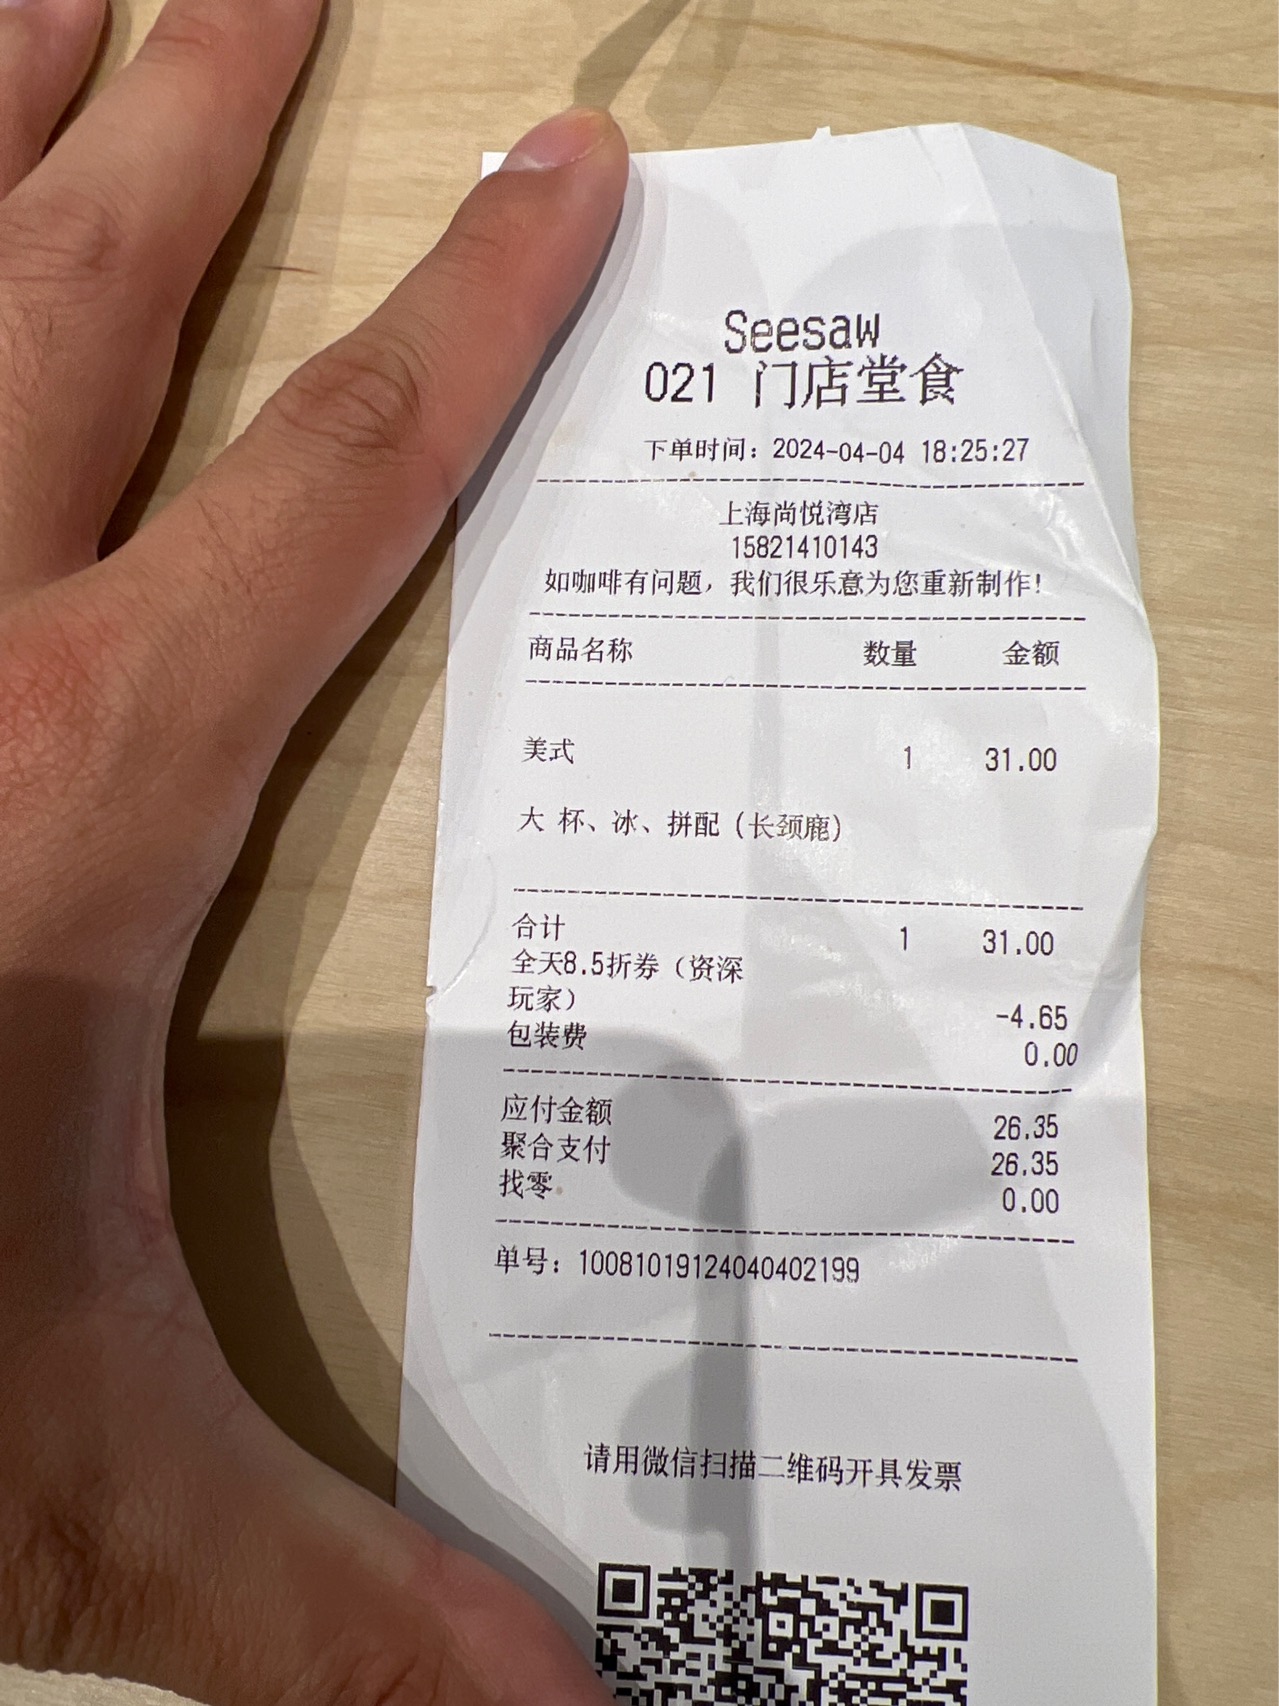 Seesaw
021 门店堂食
下单时间：2024-04-04 18:25:27
上海尚悦湾店
15821410143
如咖啡有问题，我们很乐意为您重新制作！
商品名称 数量 金额
美式 1 31.00
大 杯、冰、拼配（长颈鹿）
合计 1 31.00
全天8.5折券（资深
玩家） -4.65
包装费 0.00
应付金额 26.35
聚合支付 26.35
找零 0.00
单号：10081019124040402199
请用微信扫描二维码开具发票